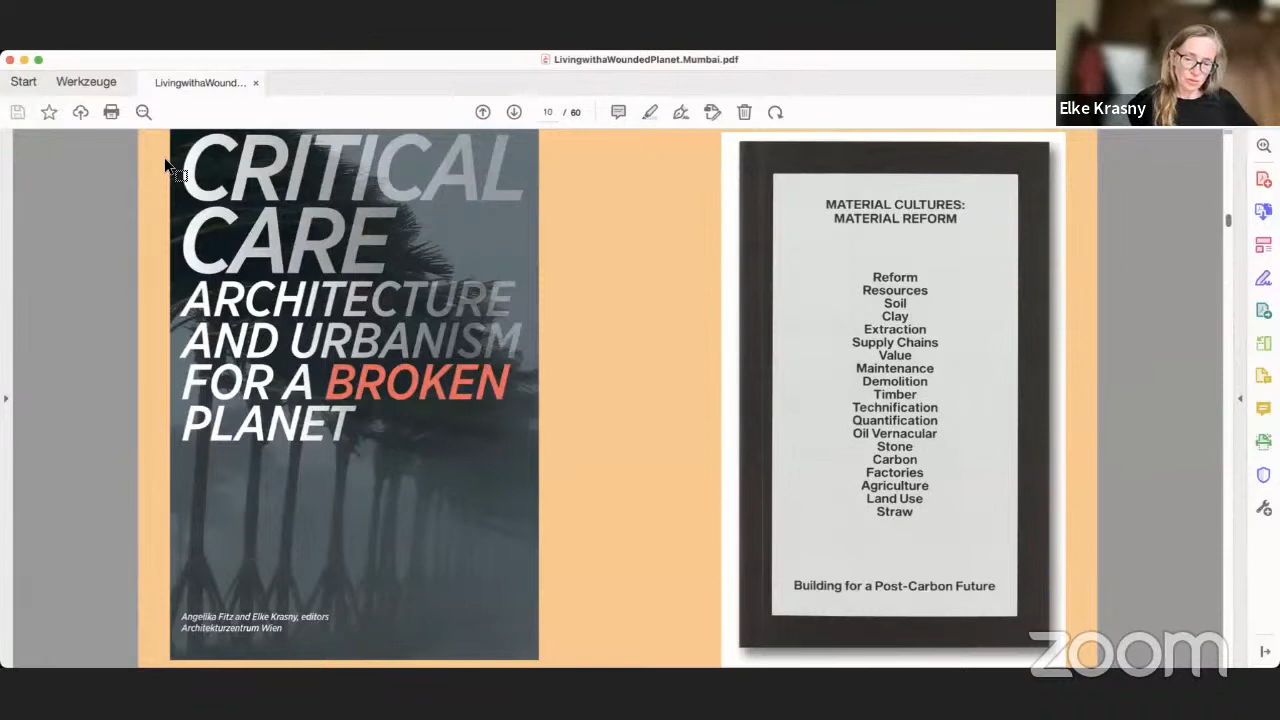 Elke Krasny
LivingwithaWoundedPlanet.Mumbai.pdf
Start
Werkzeuge
LivingwithaWound...
10 / 60
CRITICAL
CARE
ARCHITECTURE
AND URBANISM
FOR A BROKEN
PLANET
Angelika Fitz and Elke Krasny, editors
Architekturzentrum Wien
MATERIAL CULTURES:
MATERIAL REFORM
Reform
Resources
Soil
Clay
Extraction
Supply Chains
Value
Maintenance
Demolition
Timber
Technification
Quantification
Oil Vernacular
Stone
Carbon
Factories
Agriculture
Land Use
Straw
Building for a Post-Carbon Future
zoom